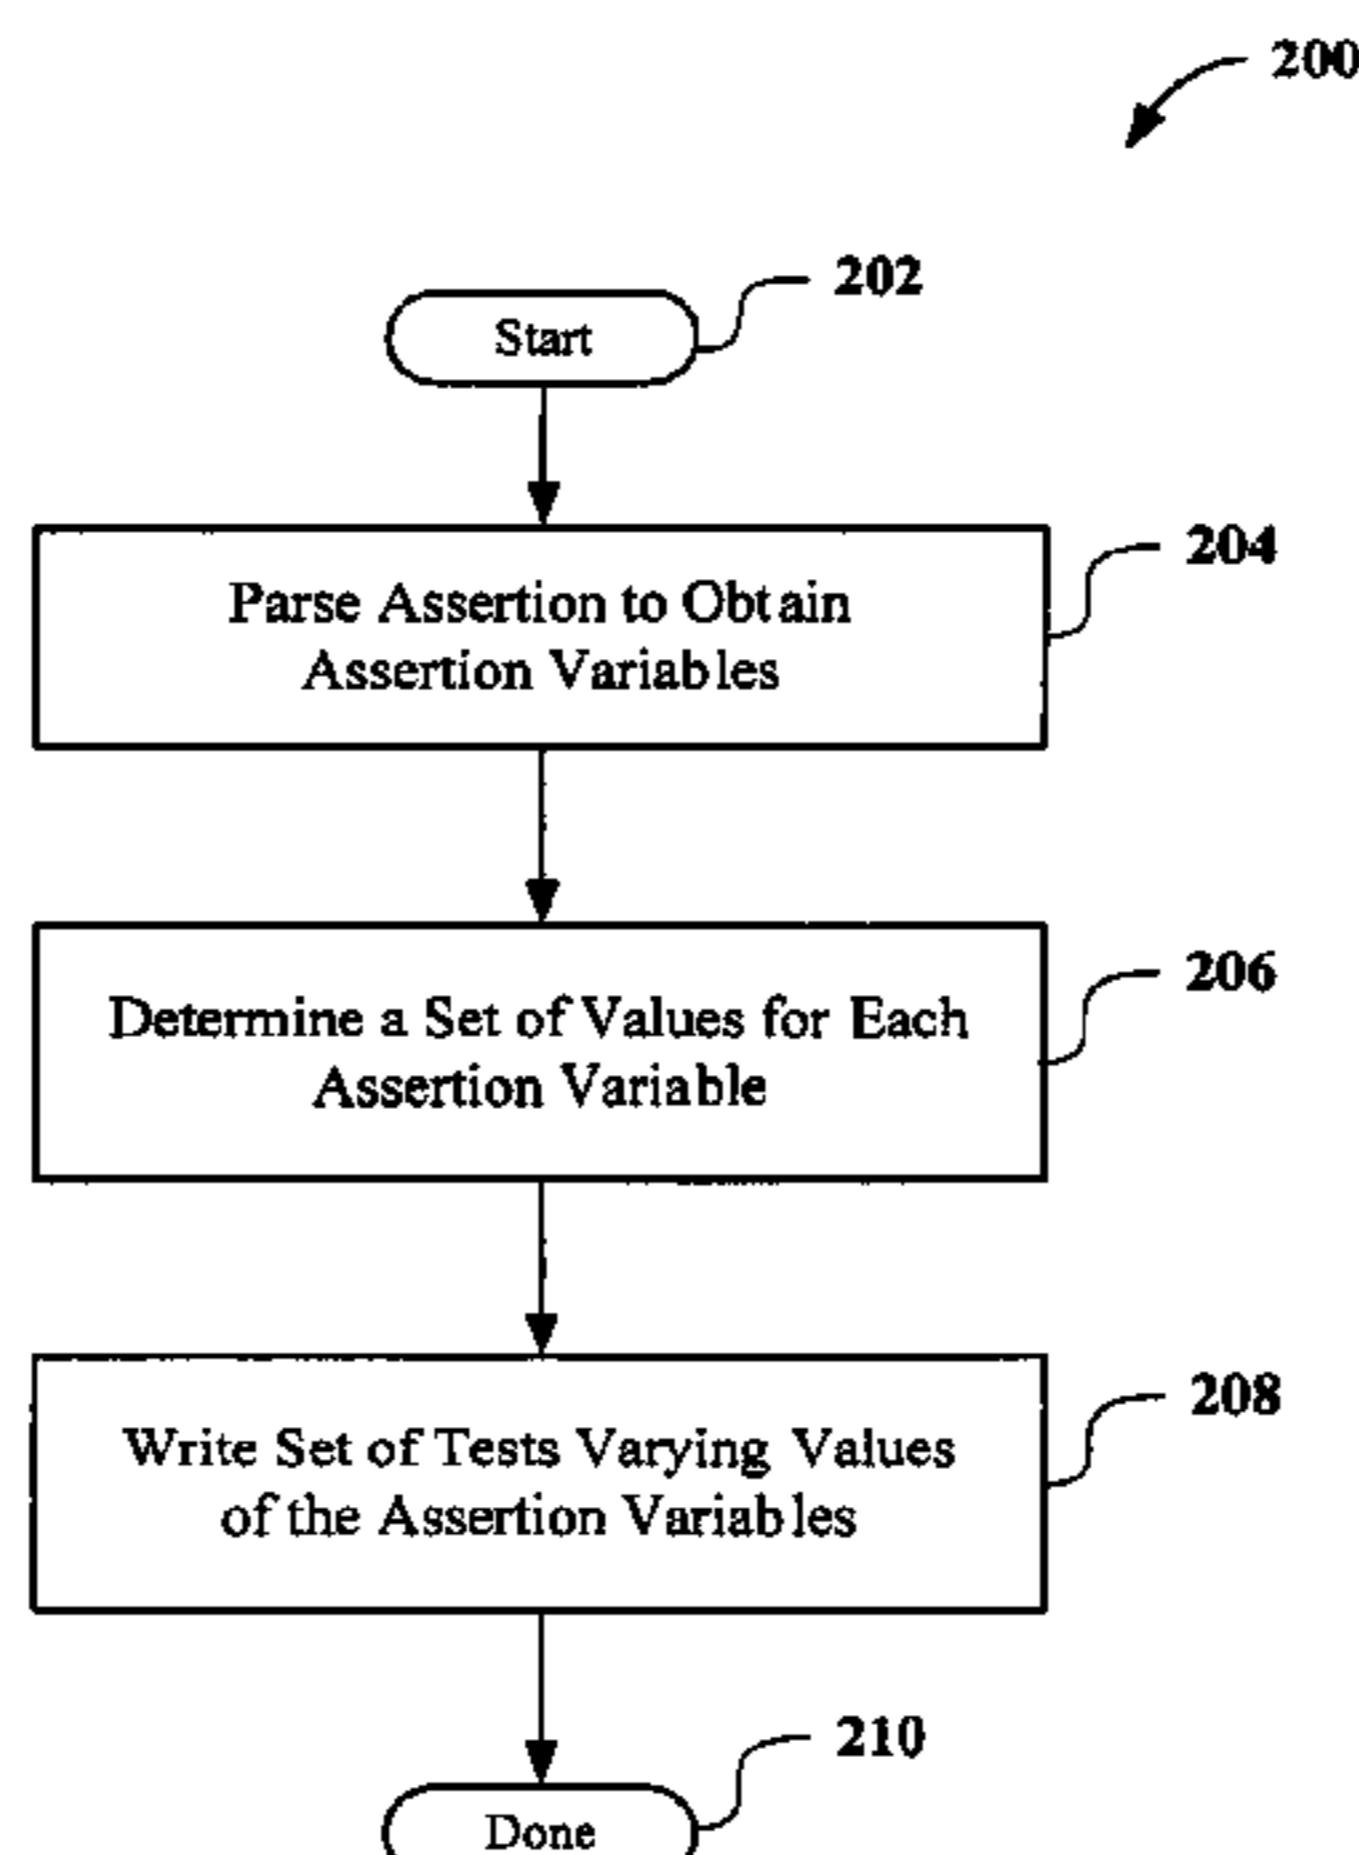 200
202
Start
204
Parse Assertion to Obtain
Assertion Variables
206
Determine a Set of Values for Each
Assertion Variable
208
Write Set of Tests Varying Values
of the Assertion Variables
210
Done